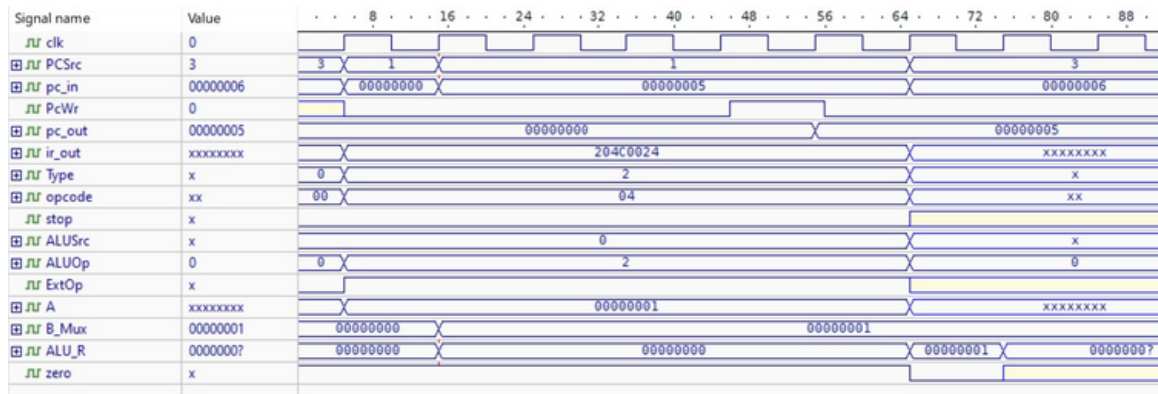 Signal name Value 8 16 24 32 40 48 56 64 72 80 88
clk 0
PCSrc 3 3 1 1 3
pc_in 00000006 00000000 00000005 00000006
PcWr 0
pc_out 00000005 00000000 00000005
ir_out xxxxxxxx 204C0024 xxxxxxxx
Type x 0 2 x
opcode xx 00 04 xx
stop x
ALUSrc x 0 x
ALUOp 0 0 2 0
ExtOp x
A xxxxxxxx 00000001 xxxxxxxx
B_Mux 00000001 00000000 00000001
ALU_R 0000000? 00000000 00000000 00000001 0000000?
zero x